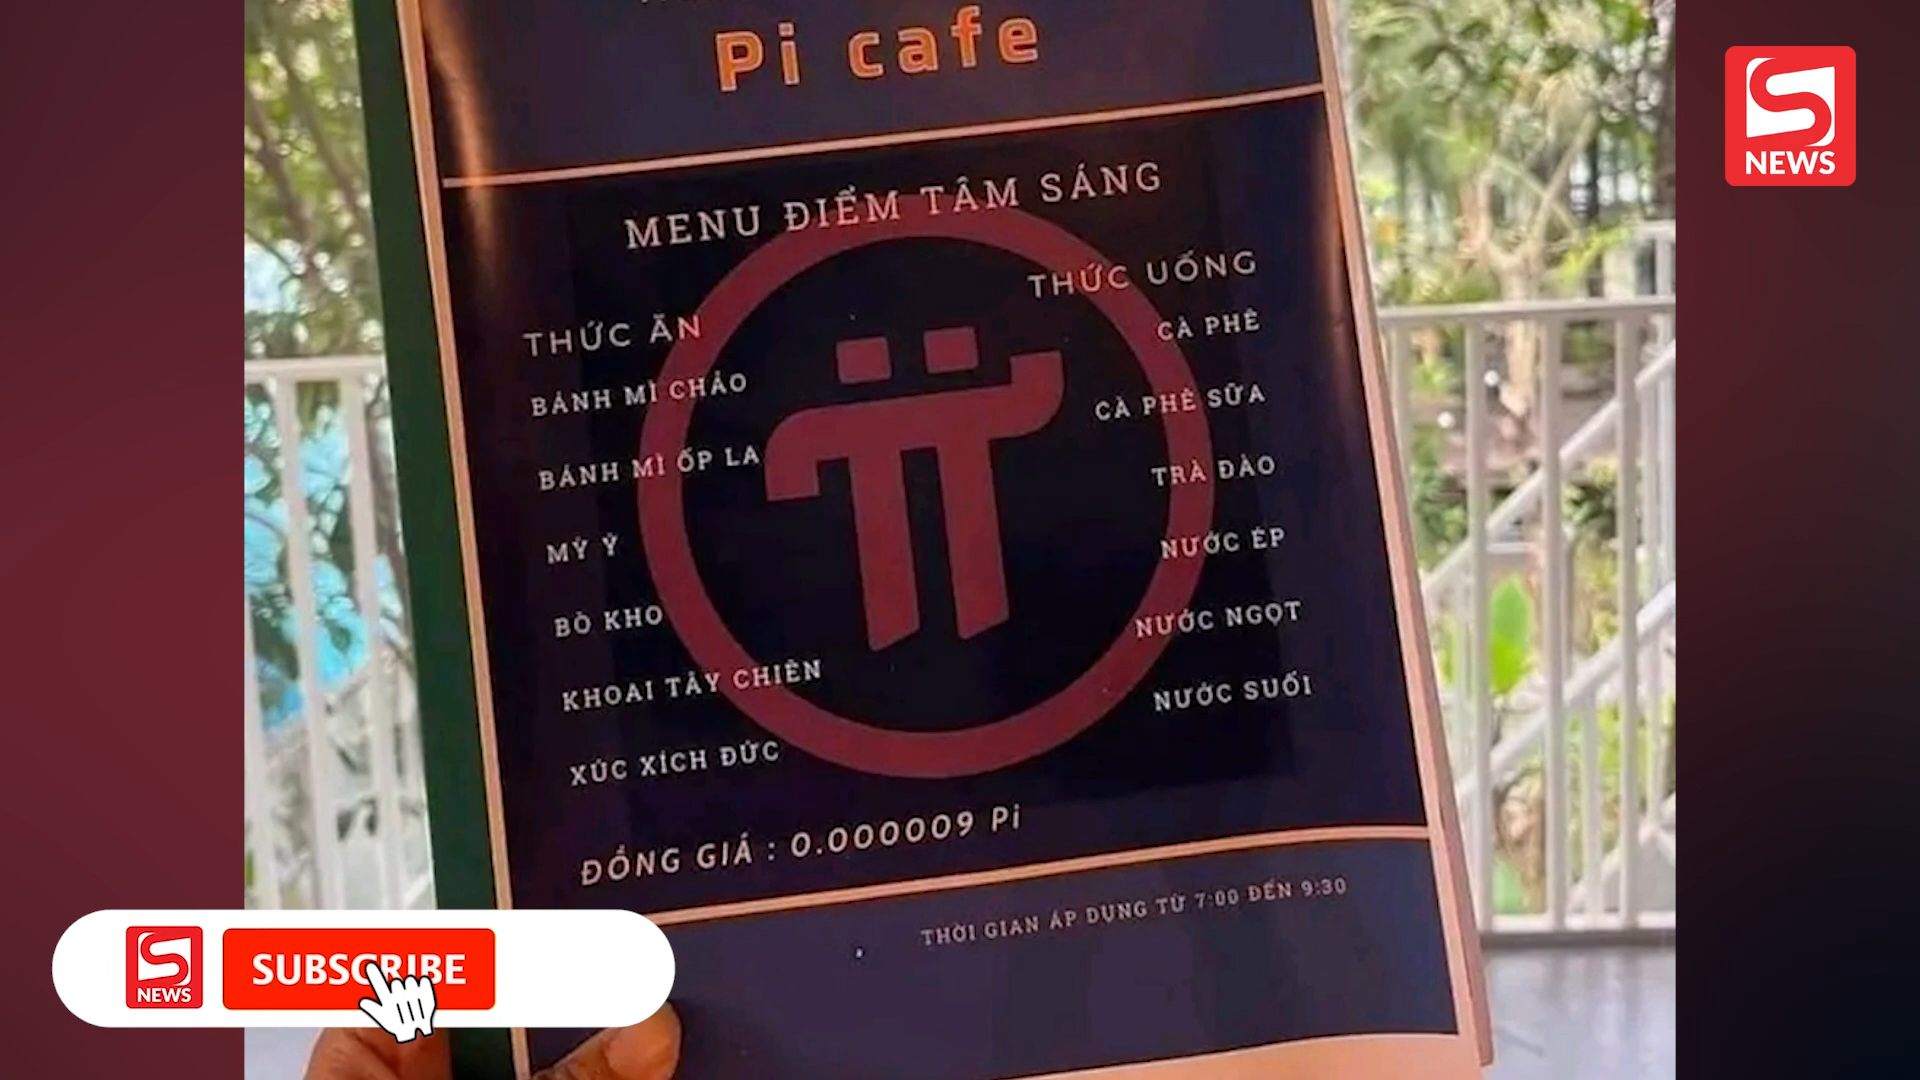 Pi cafe
MENU ĐIỂM TÂM SÁNG
THỨC ĂN
BÁNH MÌ CHẢO
BÁNH MÌ ỐP LA
MỲ Ý
BÒ KHO
KHOAI TÂY CHIÊN
XÚC XÍCH ĐỨC
THỨC UỐNG
CÀ PHÊ
CÀ PHÊ SỮA
TRÀ ĐÀO
NƯỚC ÉP
NƯỚC NGỌT
NƯỚC SUỐI
ĐỒNG GIÁ : 0.000009 Pi
THỜI GIAN ÁP DỤNG TỪ 7:00 ĐẾN 9:30
S NEWS
S NEWS
SUBSCRIBE